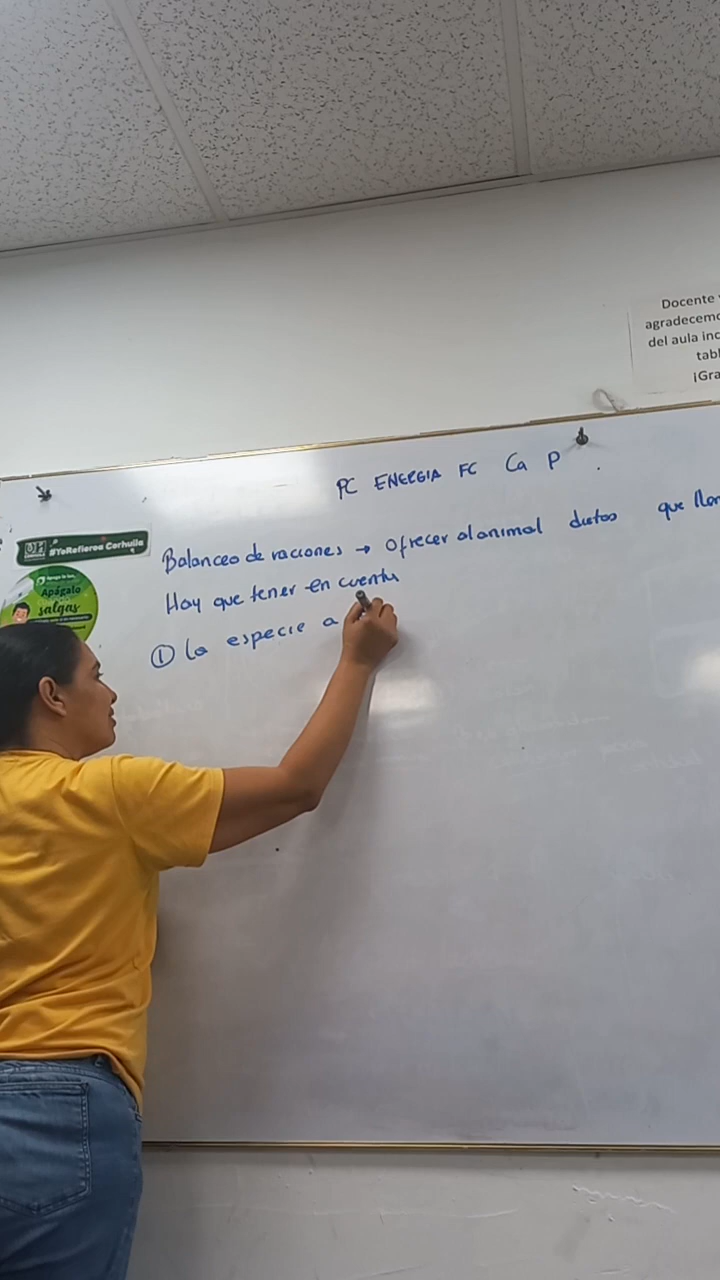 Docente
agradecemo
del aula inc
tabl
¡Gra
PC ENERGIA FC Ca P
#YoRefieroa Corhuila
Balanceo de raciones → ofrecer al animal dietas que llen
Hay que tener en cuenta
Apágalo
salgas
① La especie a